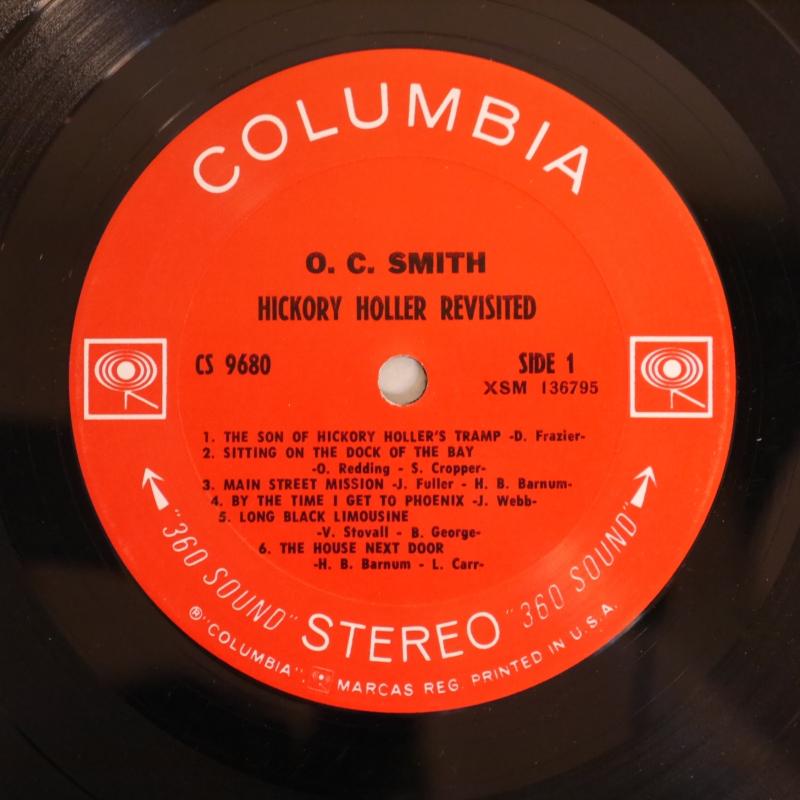 COLUMBIA
O. C. SMITH
HICKORY HOLLER REVISITED
CS 9680
SIDE 1
XSM 136795
1. THE SON OF HICKORY HOLLER'S TRAMP -D. Frazier-
2. SITTING ON THE DOCK OF THE BAY
-O. Redding - S. Cropper-
3. MAIN STREET MISSION -J. Fuller - H. B. Barnum-
4. BY THE TIME I GET TO PHOENIX -J. Webb-
5. LONG BLACK LIMOUSINE
-V. Stovall - B. George-
6. THE HOUSE NEXT DOOR
-H. B. Barnum - L. Carr-
"360 SOUND" STEREO "360 SOUND"
® "COLUMBIA", MARCAS REG. PRINTED IN U.S.A.